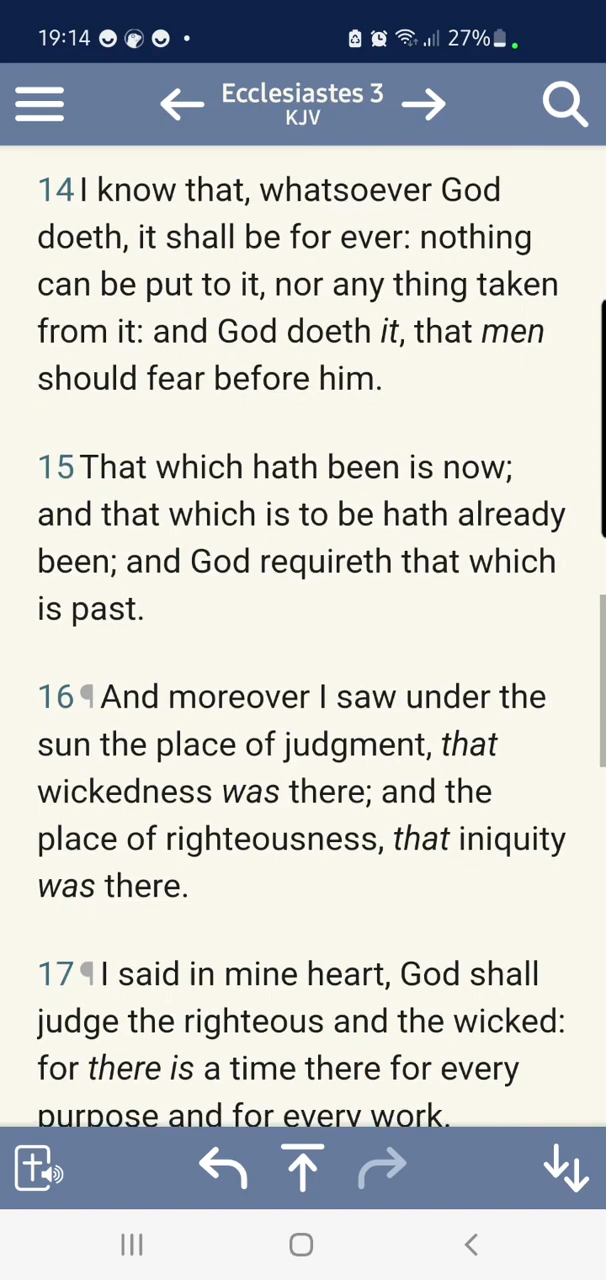 19:14
27%
Ecclesiastes 3
KJV
14 I know that, whatsoever God
doeth, it shall be for ever: nothing
can be put to it, nor any thing taken
from it: and God doeth it, that men
should fear before him.
15 That which hath been is now;
and that which is to be hath already
been; and God requireth that which
is past.
16 ¶ And moreover I saw under the
sun the place of judgment, that
wickedness was there; and the
place of righteousness, that iniquity
was there.
17 ¶ I said in mine heart, God shall
judge the righteous and the wicked:
for there is a time there for every
purpose and for every work.